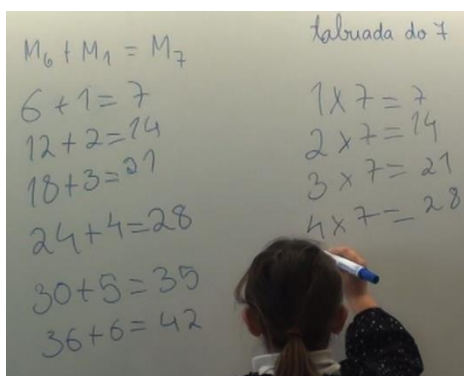 M₆ + M₁ = M₇
6 + 1 = 7
12 + 2 = 14
18 + 3 = 21
24 + 4 = 28
30 + 5 = 35
36 + 6 = 42
tabuada do 7
1 x 7 = 7
2 x 7 = 14
3 x 7 = 21
4 x 7 = 28